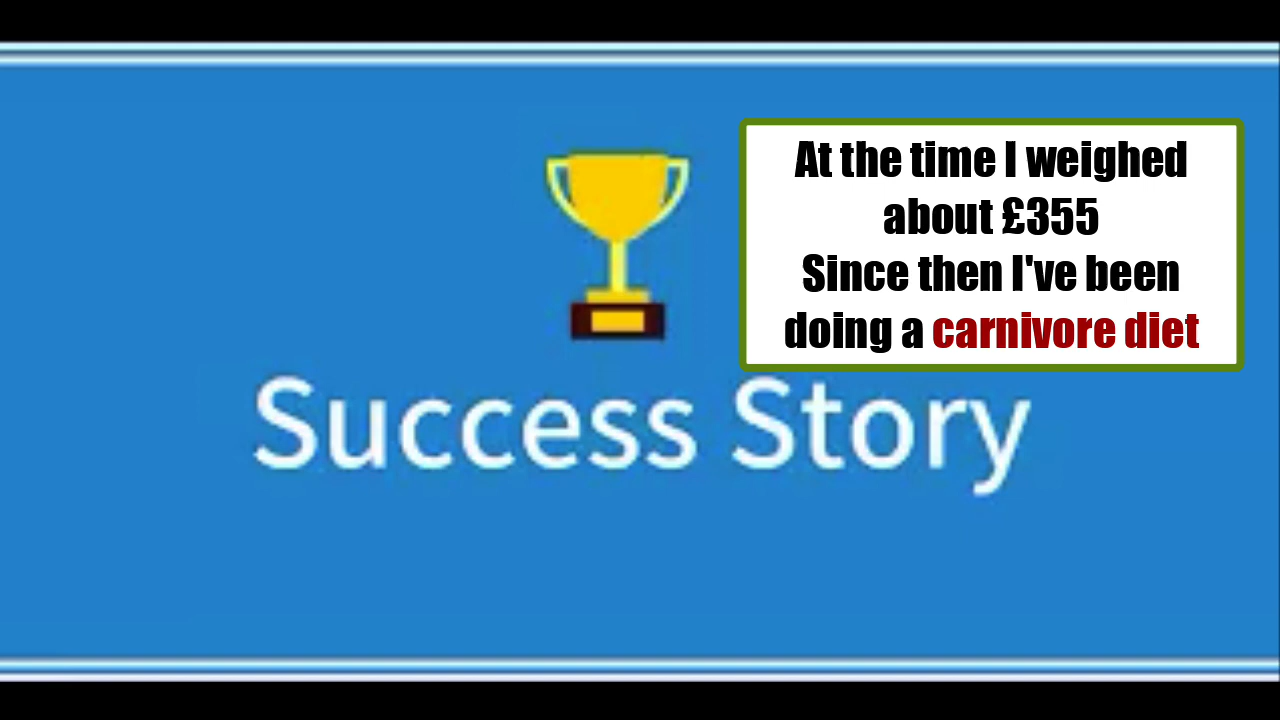 At the time I weighed
about £355
Since then I've been
doing a carnivore diet
Success Story